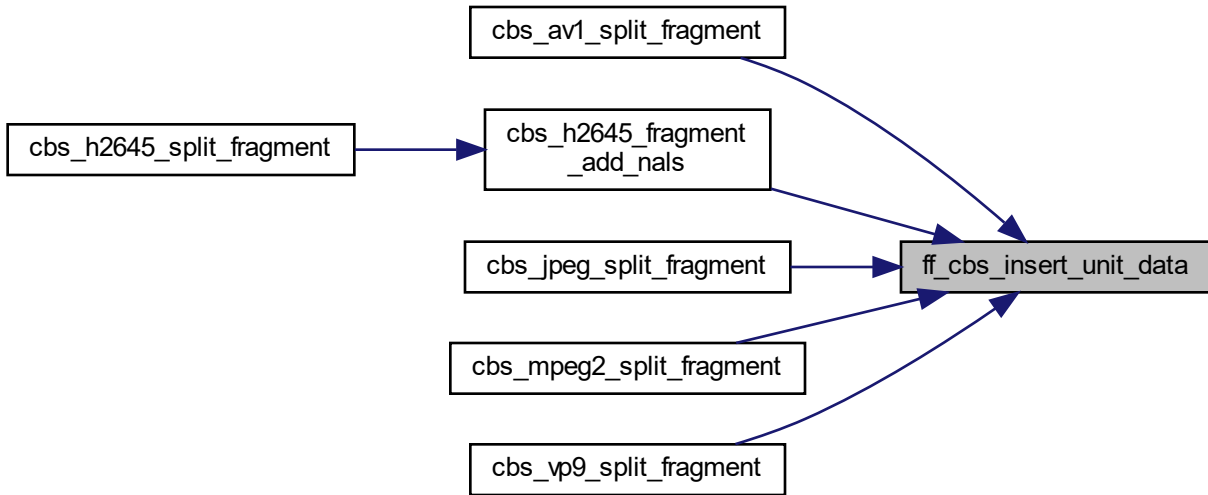 cbs_av1_split_fragment
cbs_h2645_split_fragment
cbs_h2645_fragment
_add_nals
cbs_jpeg_split_fragment
ff_cbs_insert_unit_data
cbs_mpeg2_split_fragment
cbs_vp9_split_fragment